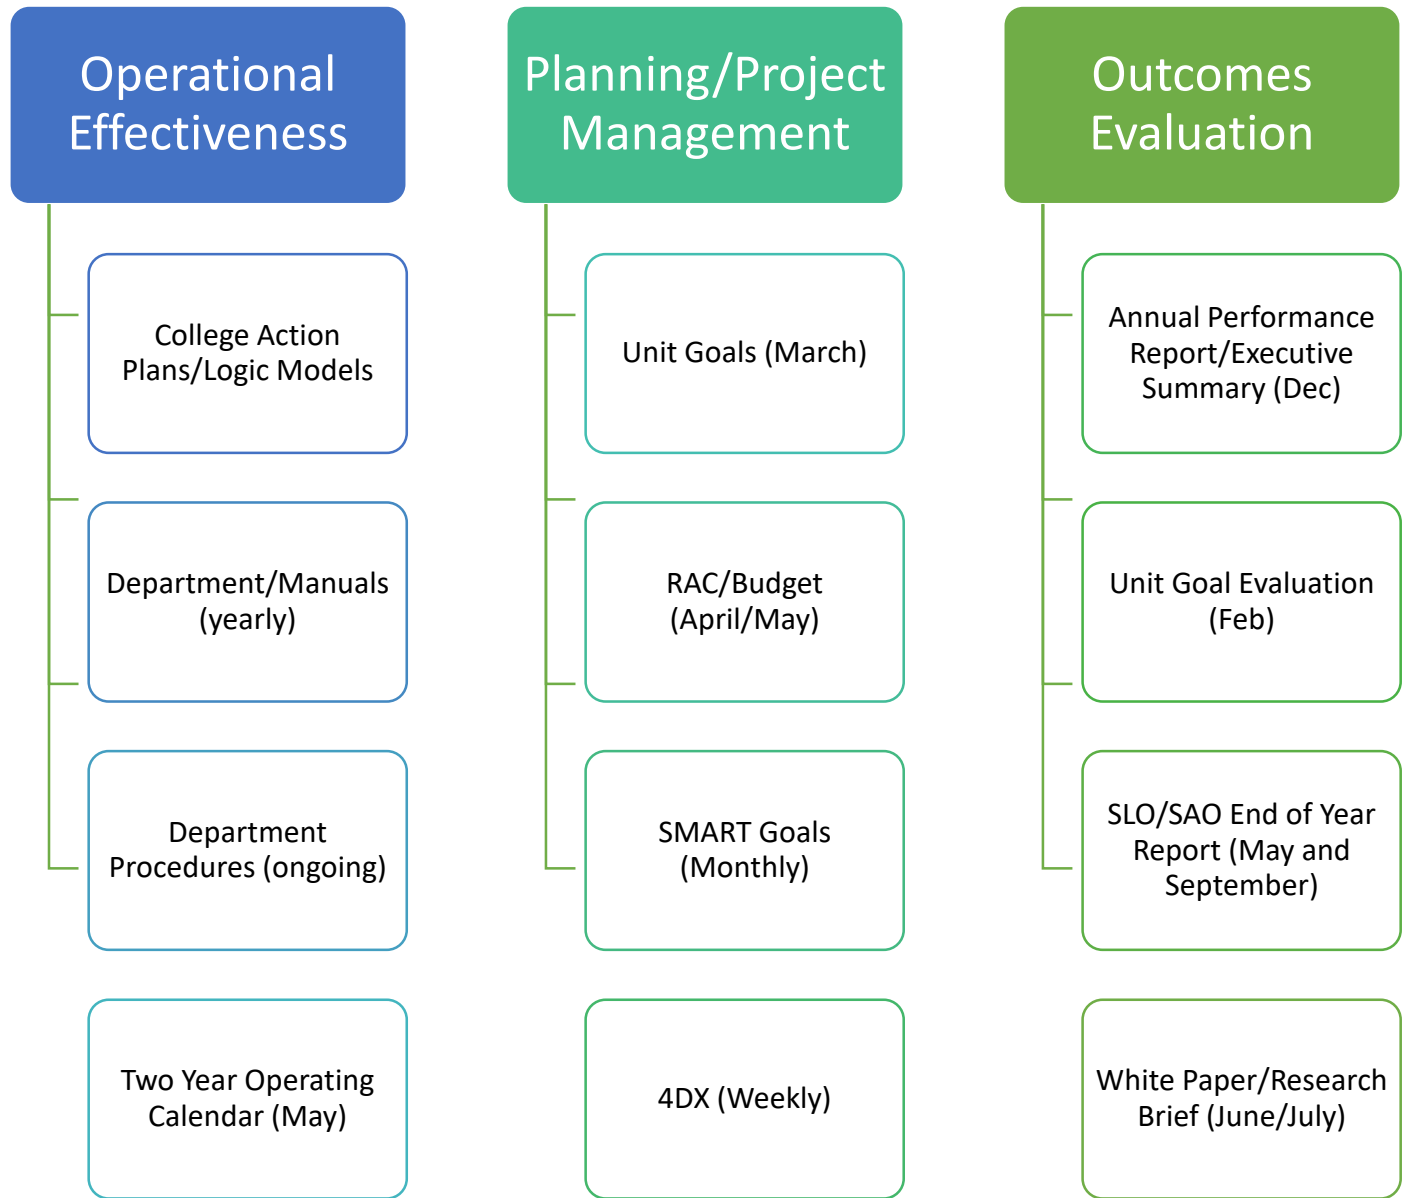 Operational
Effectiveness
College Action
Plans/Logic Models
Department/Manuals
(yearly)
Department
Procedures (ongoing)
Two Year Operating
Calendar (May)
Planning/Project
Management
Unit Goals (March)
RAC/Budget
(April/May)
SMART Goals
(Monthly)
4DX (Weekly)
Outcomes
Evaluation
Annual Performance
Report/Executive
Summary (Dec)
Unit Goal Evaluation
(Feb)
SLO/SAO End of Year
Report (May and
September)
White Paper/Research
Brief (June/July)